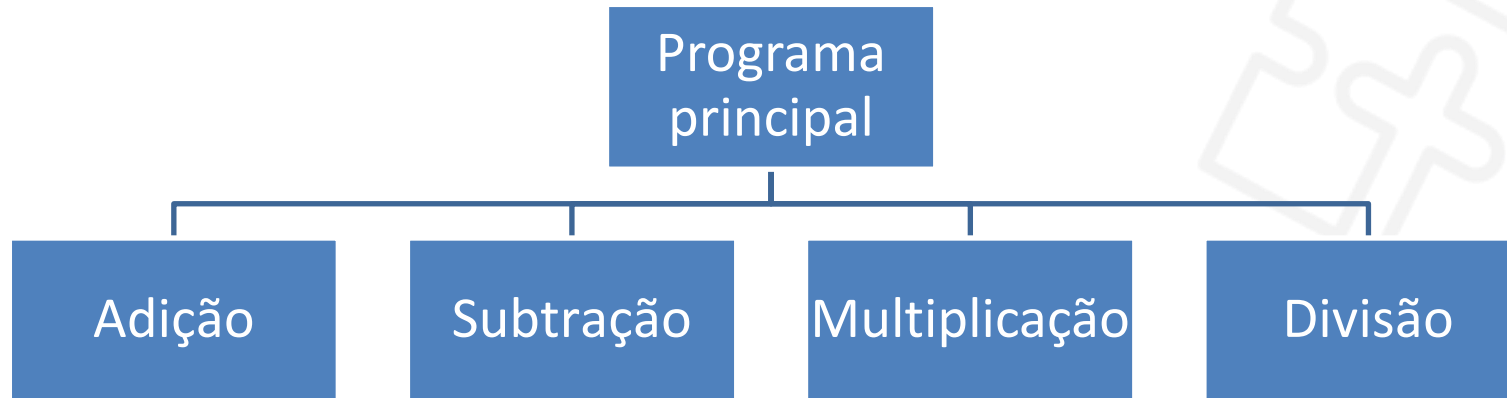 Programa
principal
Adição
Subtração
Multiplicação
Divisão